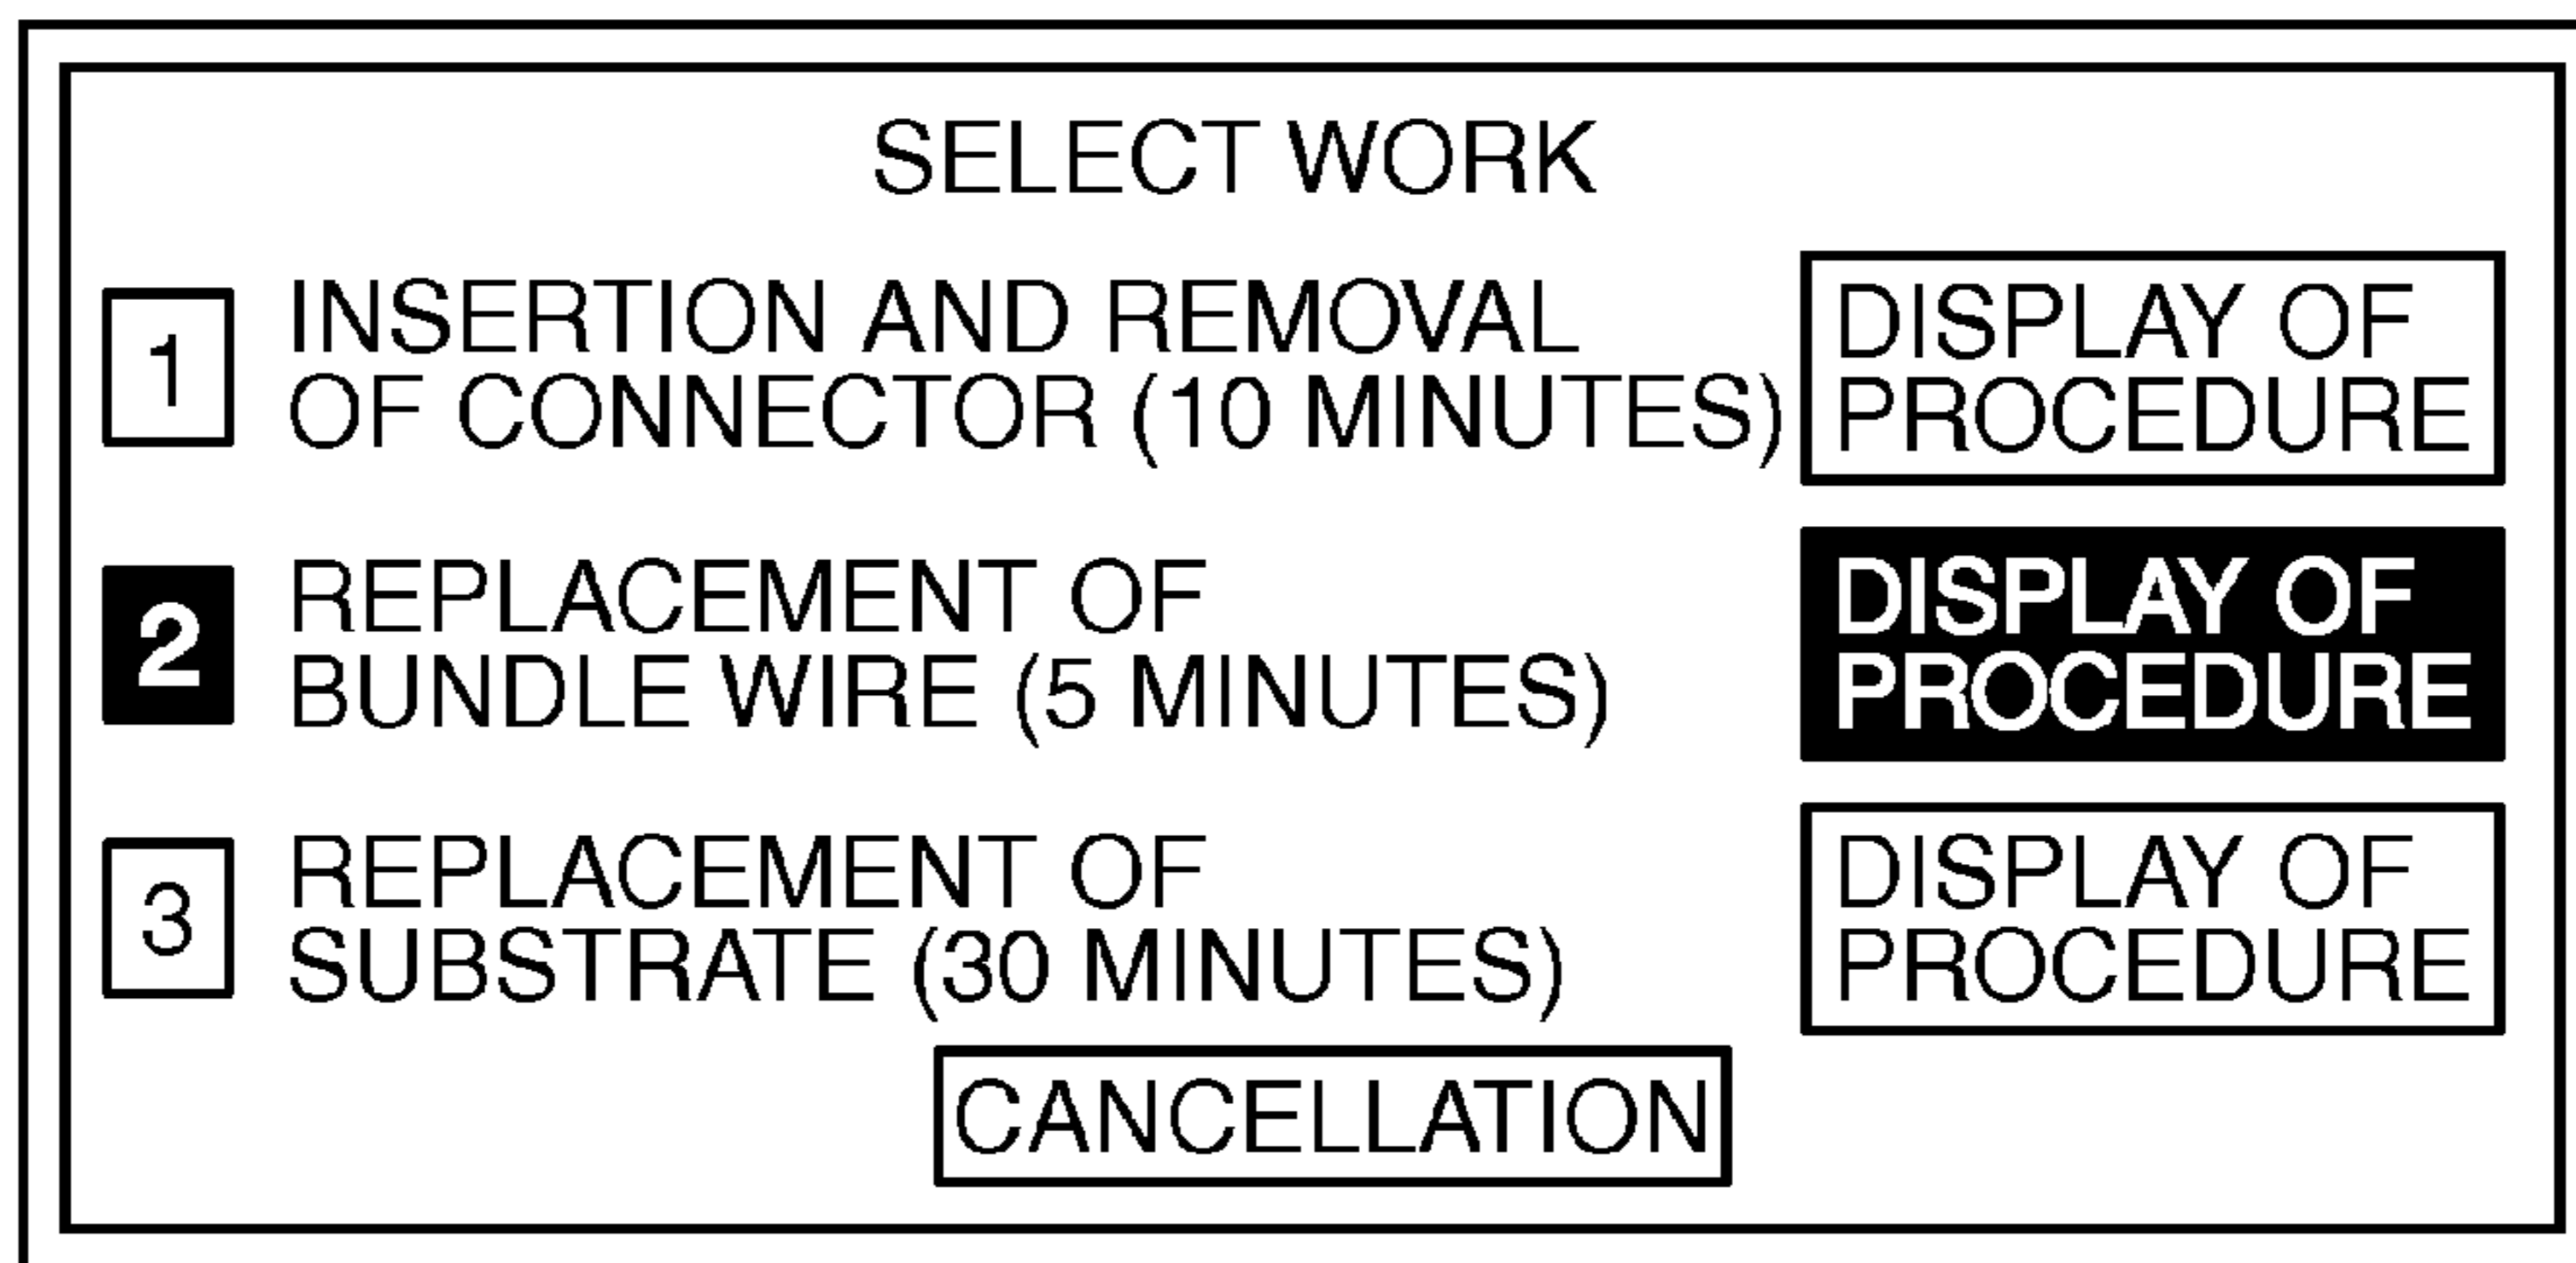 SELECT WORK
1
INSERTION AND REMOVAL
OF CONNECTOR (10 MINUTES)
DISPLAY OF
PROCEDURE
2
REPLACEMENT OF
BUNDLE WIRE (5 MINUTES)
DISPLAY OF
PROCEDURE
3
REPLACEMENT OF
SUBSTRATE (30 MINUTES)
DISPLAY OF
PROCEDURE
CANCELLATION